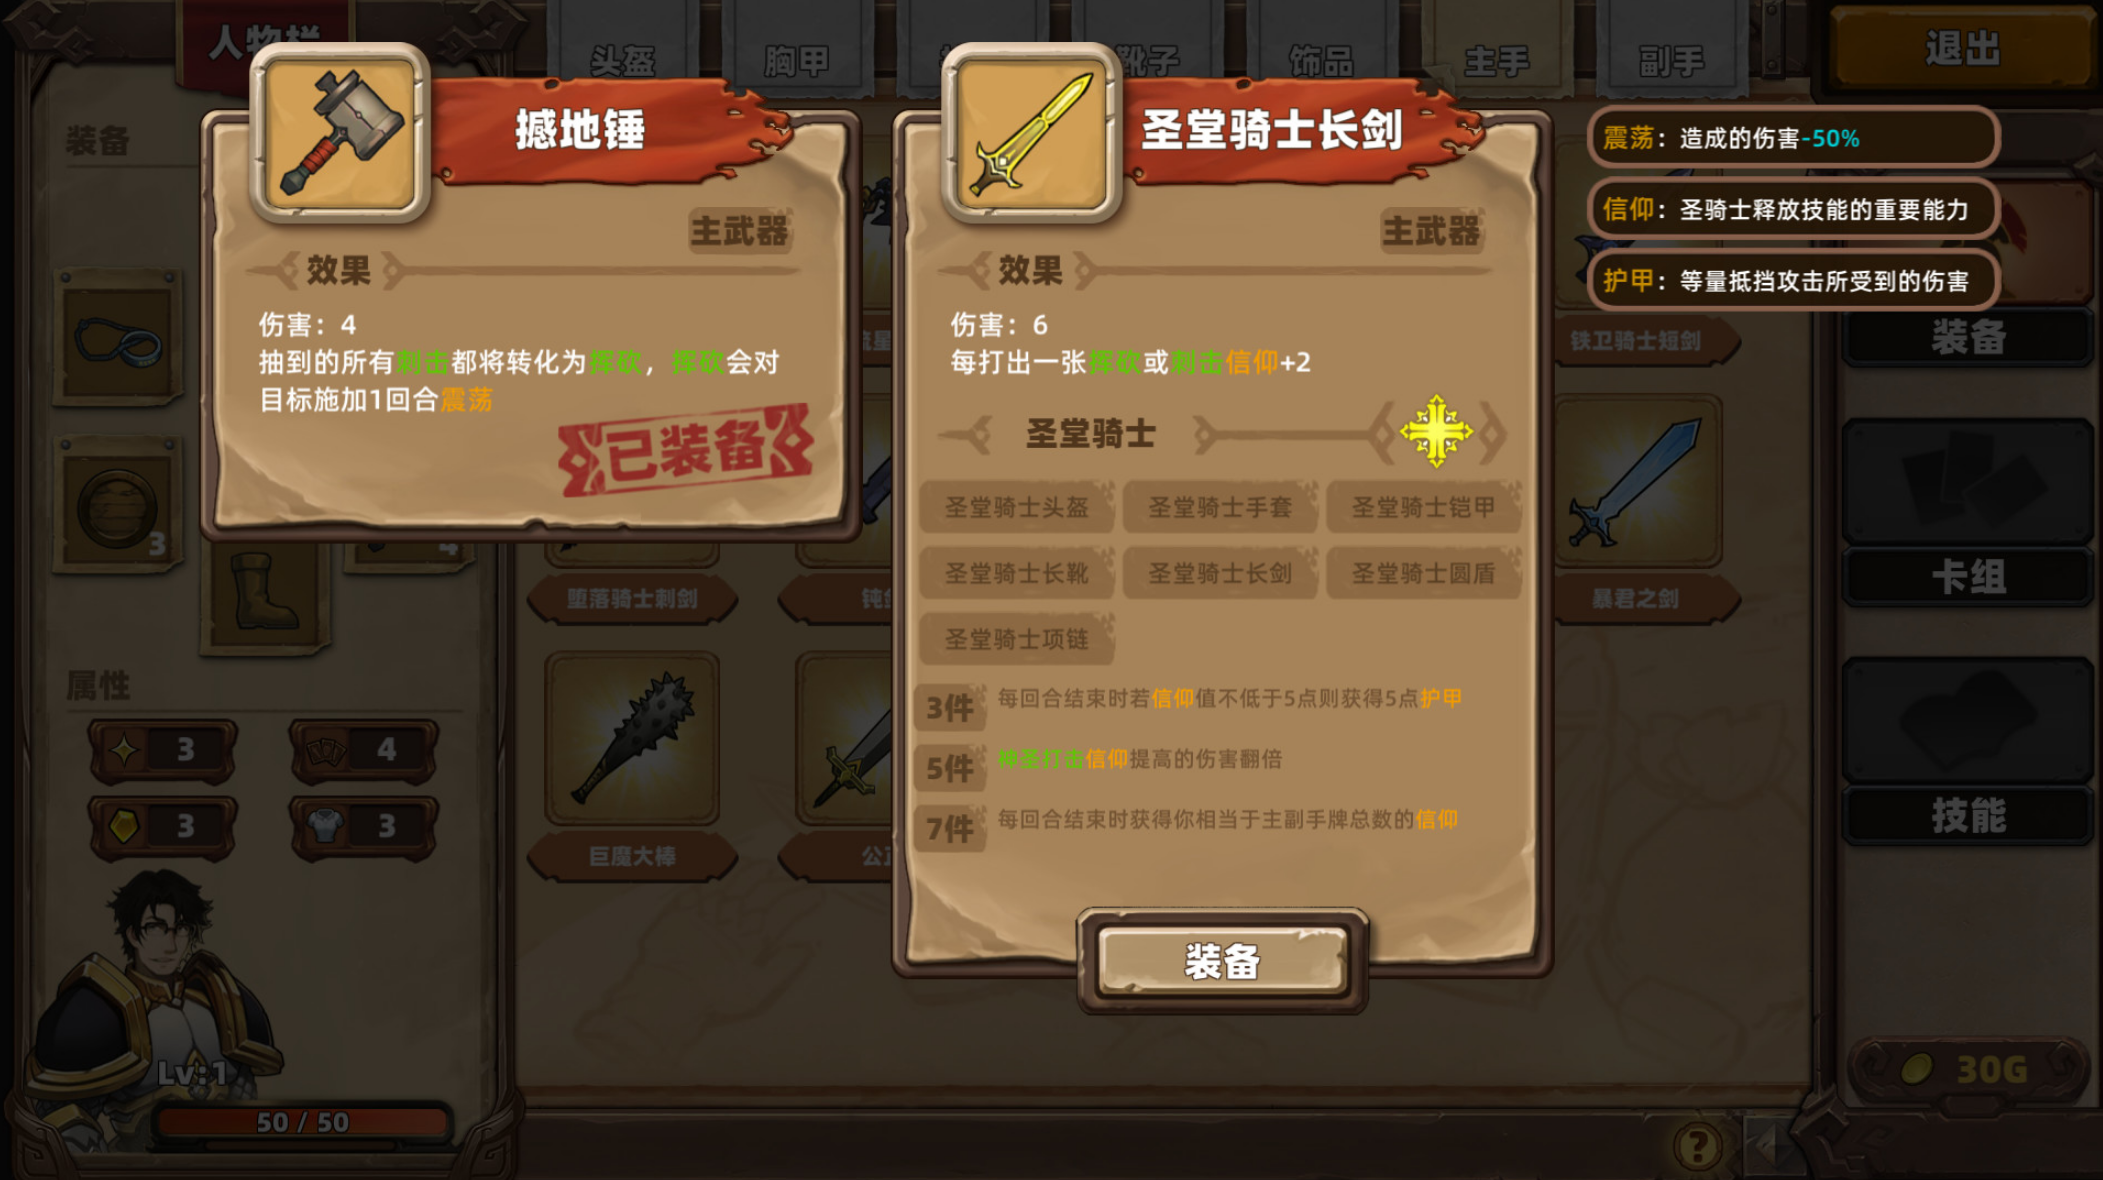 人物栏
头盔
胸甲
靴子
饰品
主手
副手
退出
装备
撼地锤
主武器
效果
伤害：4
抽到的所有刺击都将转化为挥砍，挥砍会对
目标施加1回合震荡
已装备
圣堂骑士长剑
主武器
效果
伤害：6
每打出一张挥砍或刺击信仰+2
圣堂骑士
圣堂骑士头盔
圣堂骑士手套
圣堂骑士铠甲
圣堂骑士长靴
圣堂骑士长剑
圣堂骑士圆盾
圣堂骑士项链
3件
每回合结束时若信仰值不低于5点则获得5点护甲
5件
神圣打击信仰提高的伤害翻倍
7件
每回合结束时获得你相当于主副手牌总数的信仰
装备
震荡：造成的伤害-50%
信仰：圣骑士释放技能的重要能力
护甲：等量抵挡攻击所受到的伤害
流星
铁卫骑士短剑
堕落骑士刺剑
钝
暴君之剑
巨魔大棒
公正
3
4
属性
3
4
3
3
Lv:1
50 / 50
装备
卡组
技能
30G
?